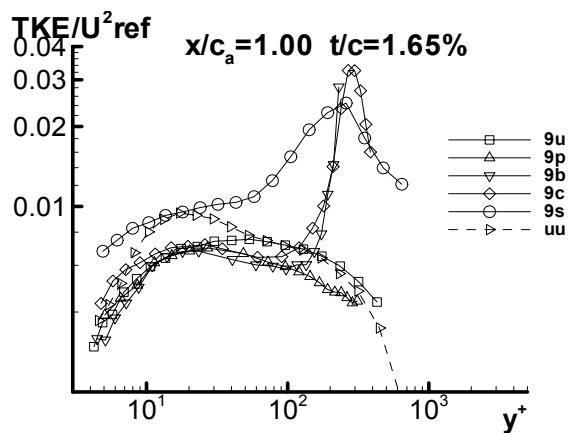 TKE/U²ref
x/cₐ=1.00 t/c=1.65%
0.04
0.03
0.02
0.01
9u
9p
9b
9c
9s
uu
10¹ 10² 10³
y⁺